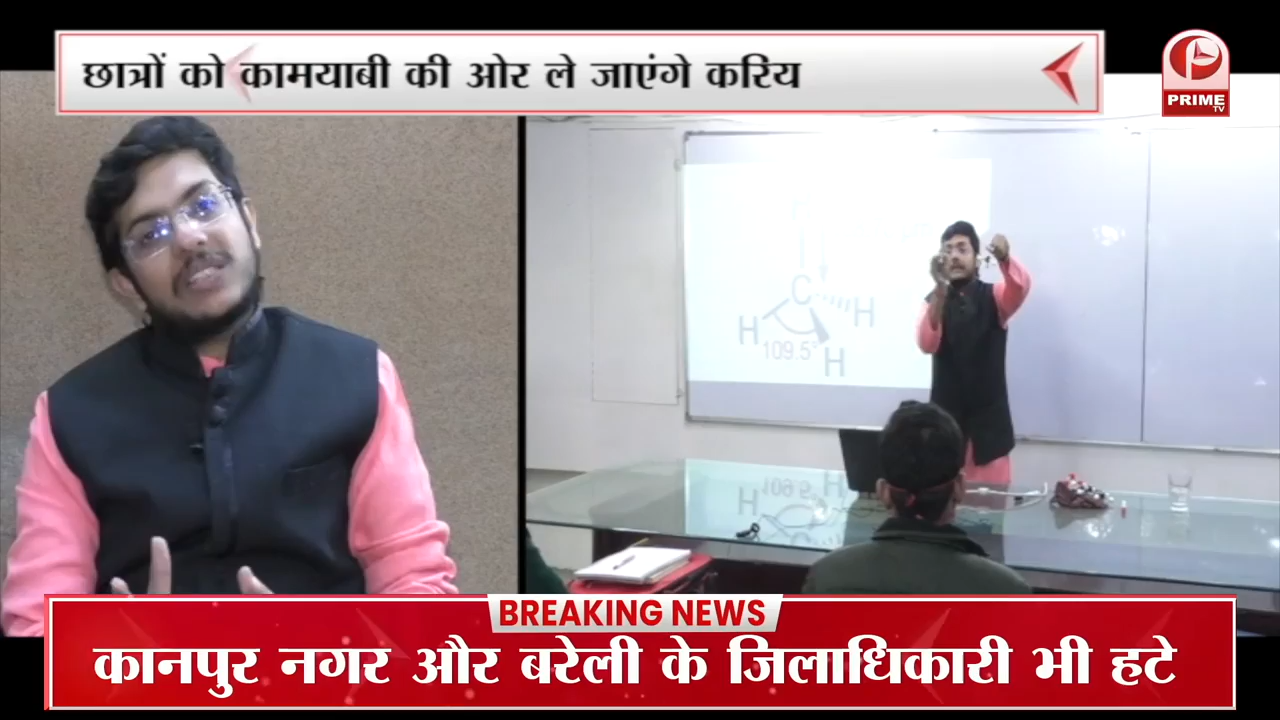 छात्रों को कामयाबी की ओर ले जाएंगे करिय
PRIME
TV
C
H
H
109.5°
H
BREAKING NEWS
कानपुर नगर और बरेली के जिलाधिकारी भी हटे